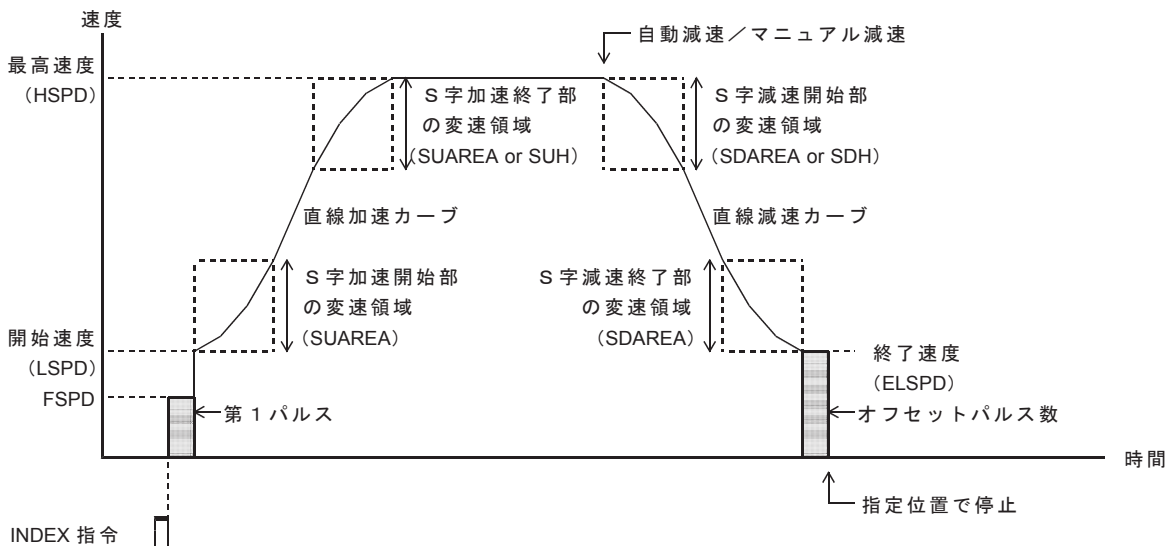 速度
自動減速／マニュアル減速
最高速度
（HSPD）
S字加速終了部
の変速領域
（SUAREA or SUH）
S字減速開始部
の変速領域
（SDAREA or SDH）
直線加速カーブ
直線減速カーブ
S字加速開始部
の変速領域
（SUAREA）
S字減速終了部
の変速領域
（SDAREA）
開始速度
（LSPD）
終了速度
（ELSPD）
FSPD
第１パルス
オフセットパルス数
時間
指定位置で停止
INDEX 指令